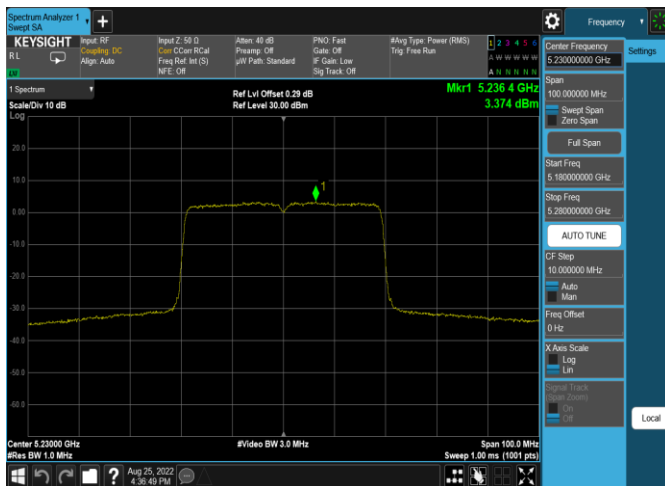 Spectrum Analyzer 1
Swept SA
+
Frequency
KEYSIGHT
R L
LXI
Input: RF
Coupling: DC
Align: Auto
Input Z: 50 Ω
Corr CCorr RCal
Freq Ref: Int (S)
NFE: Off
Atten: 40 dB
Preamp: Off
µW Path: Standard
PNO: Fast
Gate: Off
IF Gain: Low
Sig Track: Off
#Avg Type: Power (RMS)
Trig: Free Run
1 2 3 4 5 6
A W W W W W
A N N N N N
1 Spectrum
Scale/Div 10 dB
Log
Ref Lvl Offset 0.29 dB
Ref Level 30.00 dBm
Mkr1 5.236 4 GHz
3.374 dBm
20.0
10.0
0.00
-10.0
-20.0
-30.0
-40.0
-50.0
-60.0
1
Center 5.23000 GHz
#Res BW 1.0 MHz
#Video BW 3.0 MHz
Span 100.0 MHz
Sweep 1.00 ms (1001 pts)
Aug 25, 2022
4:36:49 PM
Center Frequency
5.230000000 GHz
Settings
Span
100.000000 MHz
Swept Span
Zero Span
Full Span
Start Freq
5.180000000 GHz
Stop Freq
5.280000000 GHz
AUTO TUNE
CF Step
10.000000 MHz
Auto
Man
Freq Offset
0 Hz
X Axis Scale
Log
Lin
Signal Track
(Span Zoom)
On
Off
Local